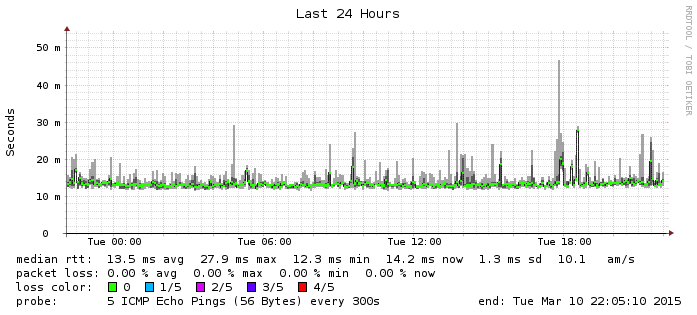 Last 24 Hours
RRDTOOL / TOBI OETIKER
Seconds
50 m
40 m
30 m
20 m
10 m
0
Tue 00:00 Tue 06:00 Tue 12:00 Tue 18:00
median rtt: 13.5 ms avg 27.9 ms max 12.3 ms min 14.2 ms now 1.3 ms sd 10.1 am/s
packet loss: 0.00 % avg 0.00 % max 0.00 % min 0.00 % now
loss color: 0 1/5 2/5 3/5 4/5
probe: 5 ICMP Echo Pings (56 Bytes) every 300s end: Tue Mar 10 22:05:10 2015